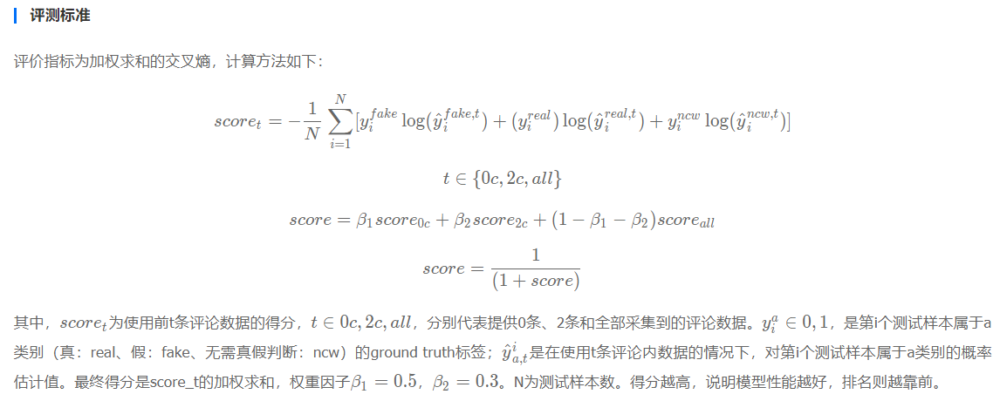 评测标准
评价指标为加权求和的交叉熵，计算方法如下：
$score_t = -\frac{1}{N}\sum_{i=1}^{N}[y_i^{fake}\log(\hat{y}_i^{fake,t}) + (y_i^{real})\log(\hat{y}_i^{real,t}) + y_i^{ncw}\log(\hat{y}_i^{ncw,t})]$
$t \in \{0c, 2c, all\}$
$score = \beta_1 score_{0c} + \beta_2 score_{2c} + (1 - \beta_1 - \beta_2) score_{all}$
$score = \frac{1}{(1 + score)}$
其中，$score_t$为使用前t条评论数据的得分，$t \in 0c, 2c, all$，分别代表提供0条、2条和全部采集到的评论数据。$y_i^a \in 0, 1$，是第i个测试样本属于a
类别（真：real、假：fake、无需真假判断：ncw）的ground truth标签；$\hat{y}_{a,t}^i$是在使用t条评论内数据的情况下，对第i个测试样本属于a类别的概率
估计值。最终得分是score_t的加权求和，权重因子$\beta_1 = 0.5$，$\beta_2 = 0.3$。N为测试样本数。得分越高，说明模型性能越好，排名则越靠前。